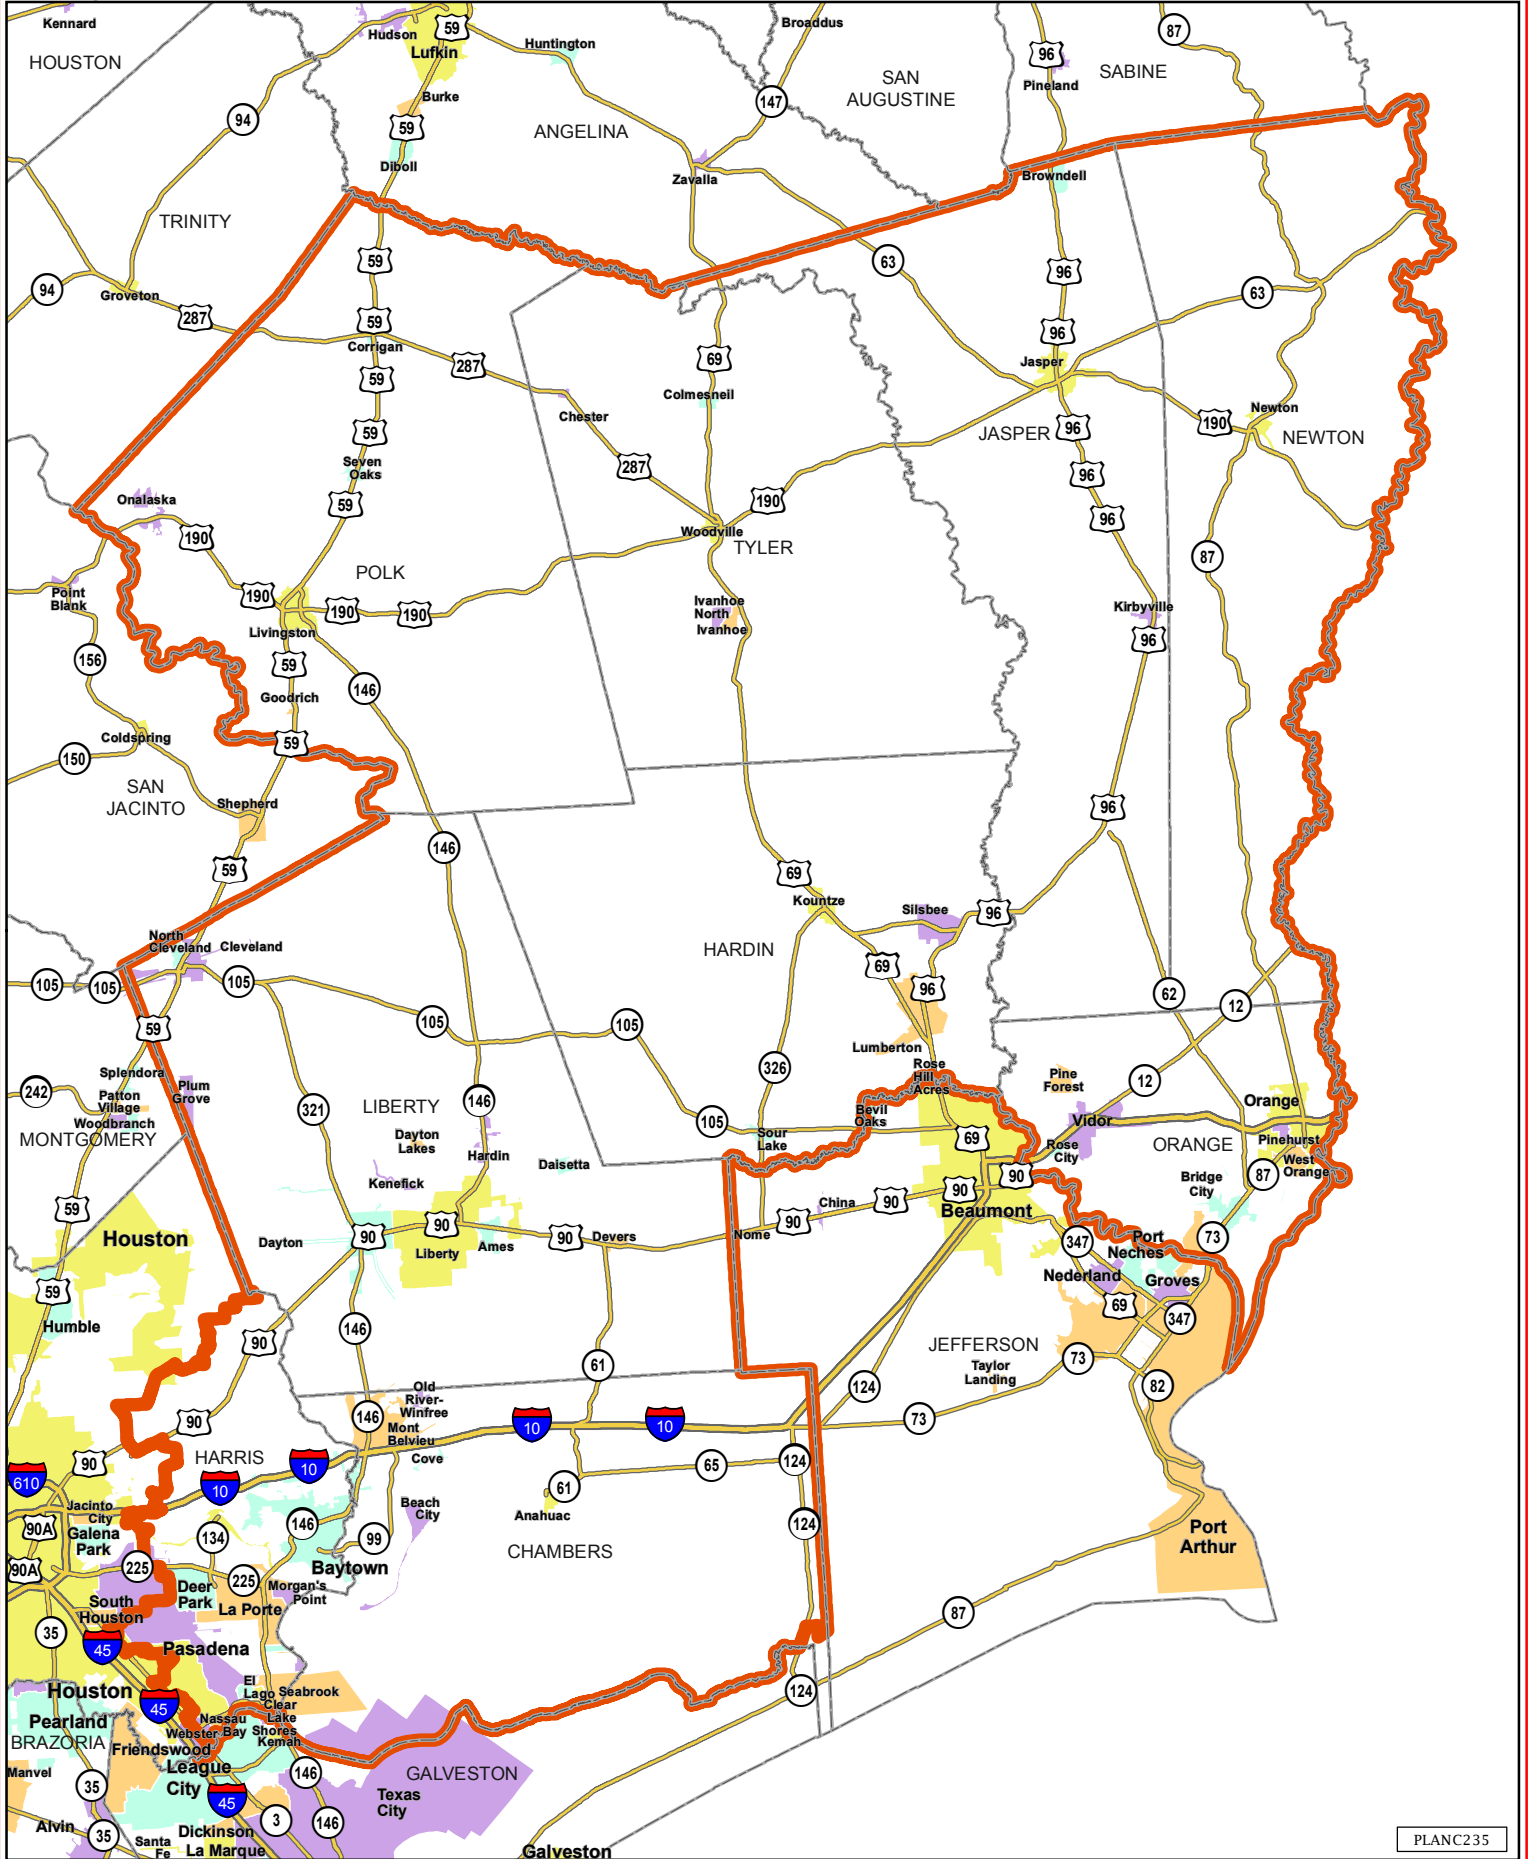 Kennard
HOUSTON
Hudson
59
Lufkin
Huntington
Broaddus
87
96
SABINE
Pineland
SAN
AUGUSTINE
Burke
94
59
147
ANGELINA
Diboll
Zavalla
Browndell
TRINITY
59
63
96
94
Groveton
287
59
63
96
Corrigan
287
69
Jasper
59
Colmesneil
Chester
Newton
190
NEWTON
59
JASPER
96
Seven
Oaks
287
96
Onalaska
59
190
96
190
Woodville
TYLER
87
POLK
Point
Blank
190
190
190
Ivanhoe
North
Ivanhoe
Kirbyville
Livingston
96
156
59
146
Goodrich
Coldspring
59
150
SAN
JACINTO
Shepherd
96
146
59
69
Kountze
Silsbee
96
North
Cleveland
Cleveland
HARDIN
69
105
105
105
96
62
12
105
105
59
Lumberton
326
Rose
Hill
Acres
Pine
Forest
12
Splendora
242
Patton
Village
Plum
Grove
Woodbranch
MONTGOMERY
321
LIBERTY
146
Orange
Bevil
Oaks
Vidor
105
Dayton
Lakes
Sour
Lake
69
Rose
City
ORANGE
Pinehurst
Hardin
Daisetta
West
Orange
87
90
Bridge
City
Kenefick
90
90
China
59
Houston
90
Beaumont
90
90
Dayton
Liberty
Ames
90
Devers
Nome
347
Port
Neches
73
Nederland
Groves
59
69
347
Humble
146
90
JEFFERSON
61
73
Taylor
Landing
124
82
Old
River-
Winfree
146
90
10
10
73
Mont
Belvieu
HARRIS
90
10
Cove
65
124
610
10
61
Jacinto
City
Beach
City
Anahuac
90A
Galena
Park
134
146
99
124
Port
Arthur
CHAMBERS
90A
225
Baytown
Deer
Park
225
Morgan's
Point
South
Houston
La Porte
87
35
45
Pasadena
El
Lago
Seabrook
Houston
45
Clear
Lake
Shores
124
Nassau
Bay
Pearland
Webster
Kemah
BRAZORIA
Friendswood
League
City
Manvel
146
GALVESTON
35
Texas
City
45
3
146
Alvin
35
Santa
Fe
Dickinson
La Marque
Galveston
PLANC235